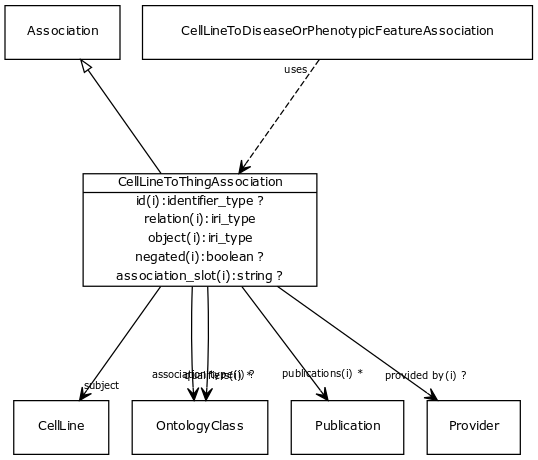 Association
CellLineToDiseaseOrPhenotypicFeatureAssociation
uses
CellLineToThingAssociation
id(i):identifier_type ?
relation(i):iri_type
object(i):iri_type
negated(i):boolean ?
association_slot(i):string ?
subject
association type(i) ?
qualifiers(i) *
publications(i) *
provided by(i) ?
CellLine
OntologyClass
Publication
Provider